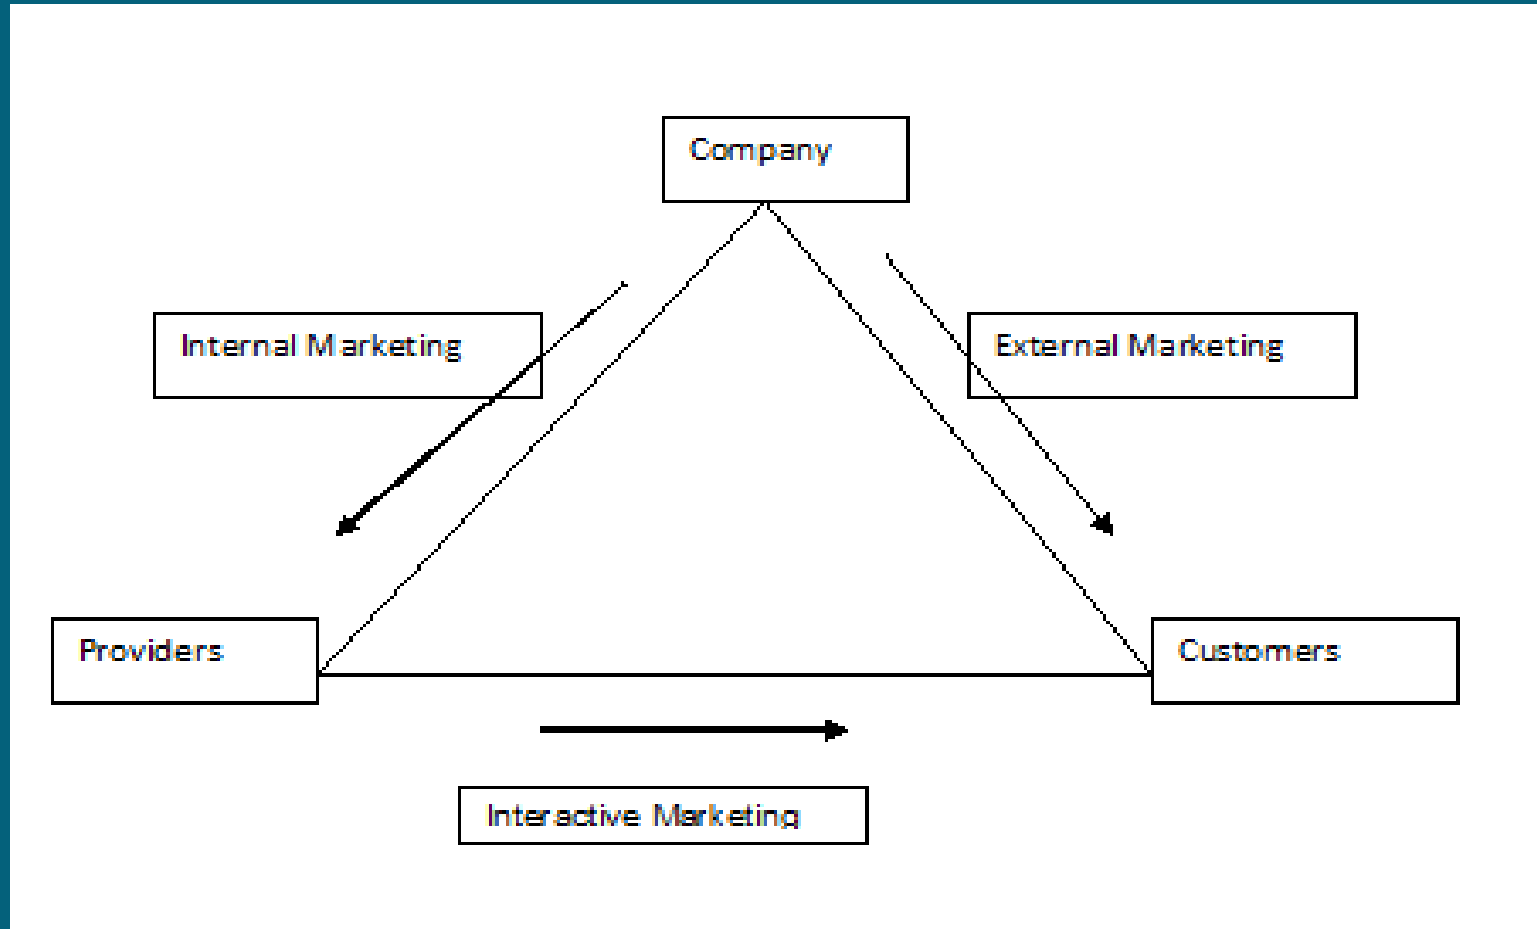 Company
Internal Marketing
External Marketing
Providers
Customers
Interactive Marketing